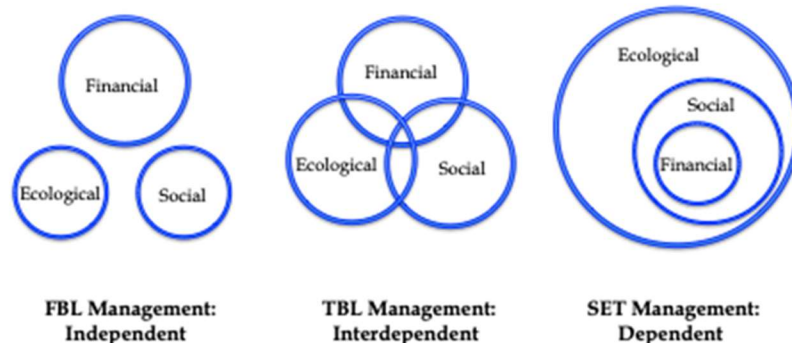 Financial
Ecological
Social
FBL Management:
Independent
Financial
Ecological
Social
TBL Management:
Interdependent
Ecological
Social
Financial
SET Management:
Dependent